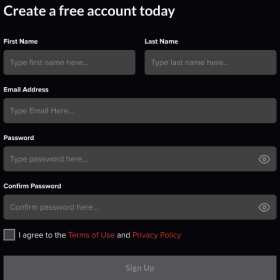 Create a free account today
First Name Last Name
Type first name here... Type last name here...
Email Address
Type Email Here...
Password
Type password here...
Confirm Password
Confirm password here...
I agree to the Terms of Use and Privacy Policy
Sign Up